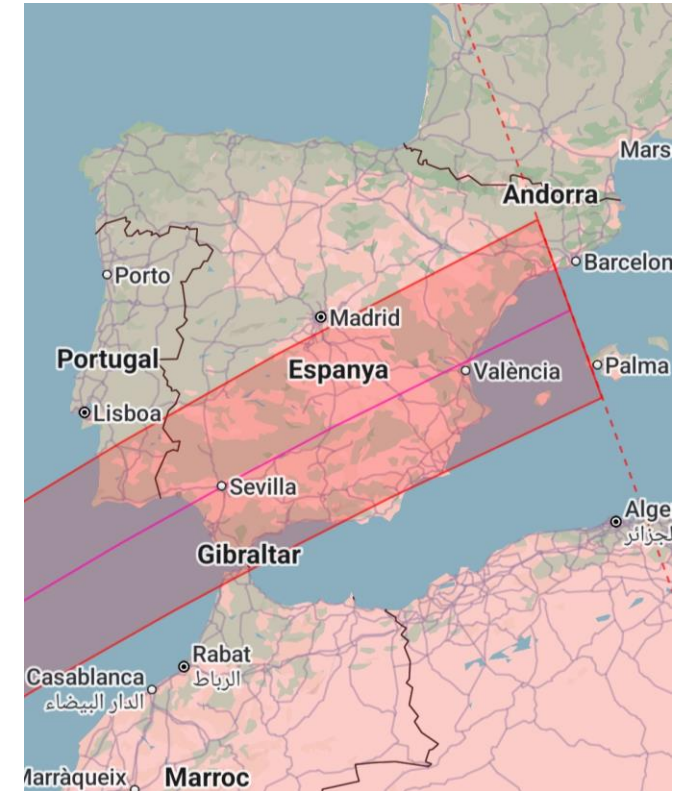 Mars
Andorra
Barcelon
Porto
Madrid
Portugal
Espanya
València
Palma
Lisboa
Sevilla
Alge
لجزائر
Gibraltar
Rabat
الرباط
Casablanca
الدار البيضاء
Marràqueix
Marroc